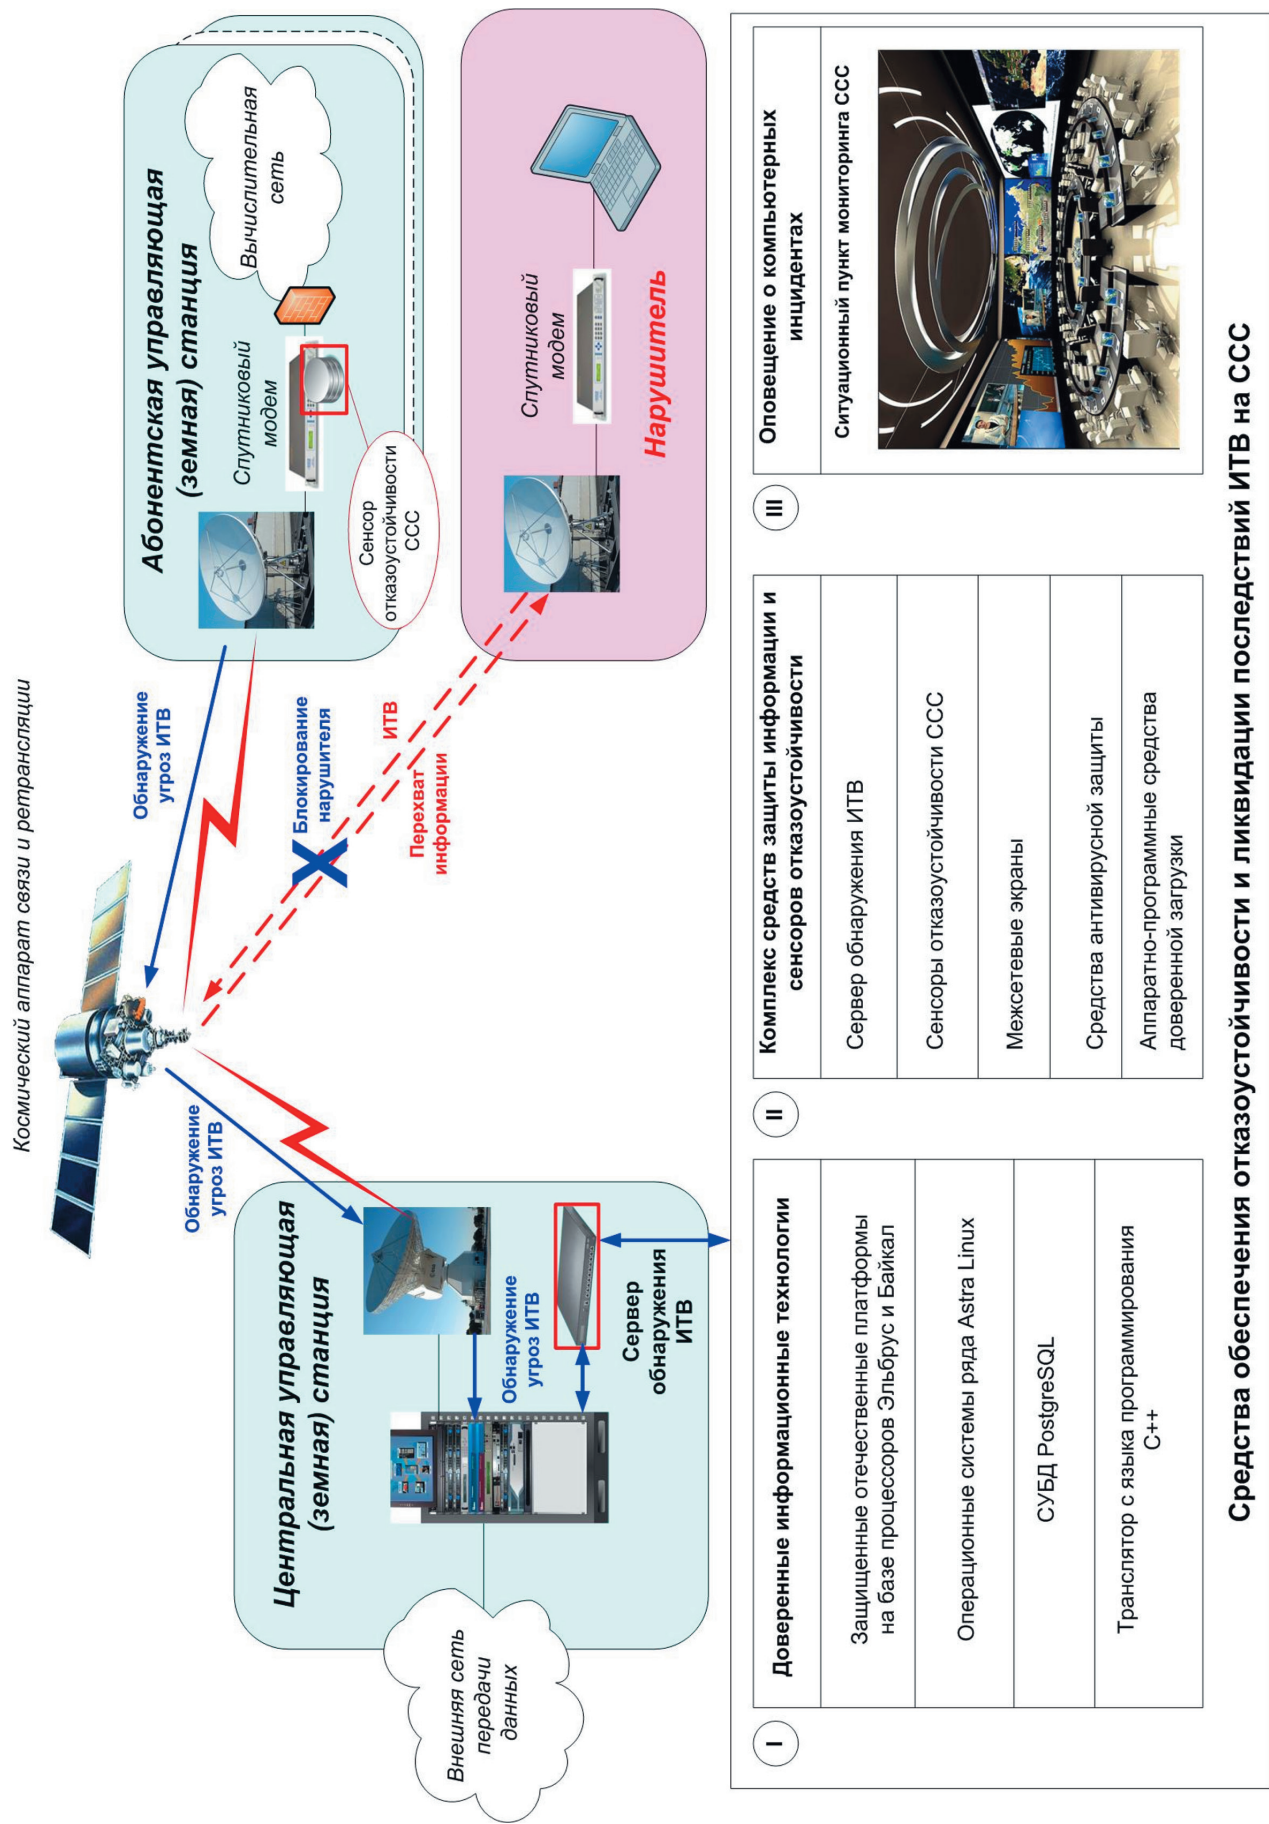 Космический аппарат связи и ретрансляции
Абонентская управляющая
(земная) станция
Вычислительная
сеть
Спутниковый
модем
Сенсор
отказоустойчивости
ССС
Обнаружение
угроз ИТВ
Обнаружение
угроз ИТВ
Блокирование
нарушителя
ИТВ
Перехват
информации
Спутниковый
модем
Нарушитель
Центральная управляющая
(земная) станция
Обнаружение
угроз ИТВ
Сервер
обнаружения
ИТВ
Внешняя сеть
передачи
данных
I
Доверенные информационные технологии
Защищенные отечественные платформы
на базе процессоров Эльбрус и Байкал
Операционные системы ряда Astra Linux
СУБД PostgreSQL
Транслятор с языка программирования
C++
II
Комплекс средств защиты информации и
сенсоров отказоустойчивости
Сервер обнаружения ИТВ
Сенсоры отказоустойчивости ССС
Межсетевые экраны
Средства антивирусной защиты
Аппаратно-программные средства
доверенной загрузки
III
Оповещение о компьютерных
инцидентах
Ситуационный пункт мониторинга ССС
Средства обеспечения отказоустойчивости и ликвидации последствий ИТВ на ССС